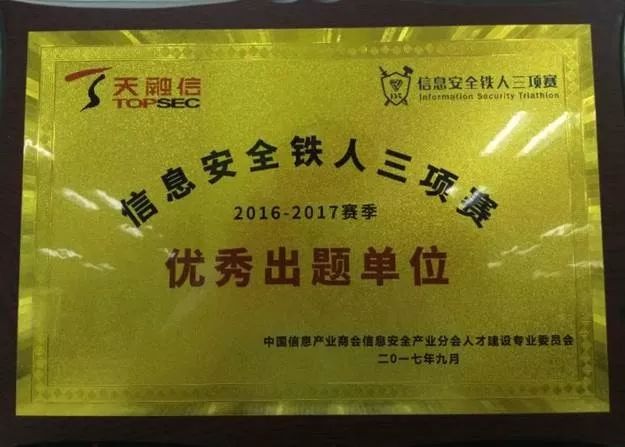 天融信
TOPSEC
信息安全铁人三项赛
Information Security Triathlon
信息安全铁人三项赛
2016-2017赛季
优秀出题单位
中国信息产业商会信息安全产业分会人才建设专业委员会
二〇一七年九月